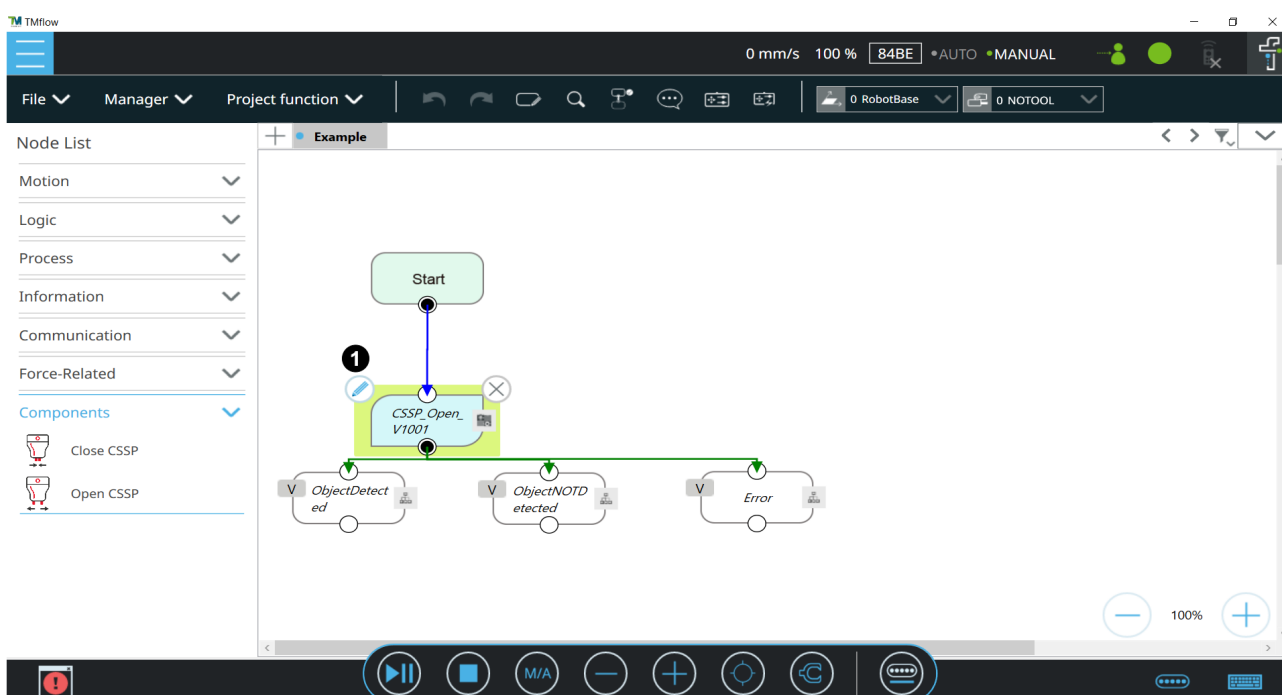 TMflow
0 mm/s 100 % 84BE AUTO MANUAL
File Manager Project function 0 RobotBase 0 NOTOOL
Node List
Example
Motion
Logic
Process
Information
Communication
Force-Related
Components
Close CSSP
Open CSSP
Start
1
CSSP_Open_
V1001
V ObjectDetect
ed
V ObjectNOTD
etected
V Error
100%
M/A